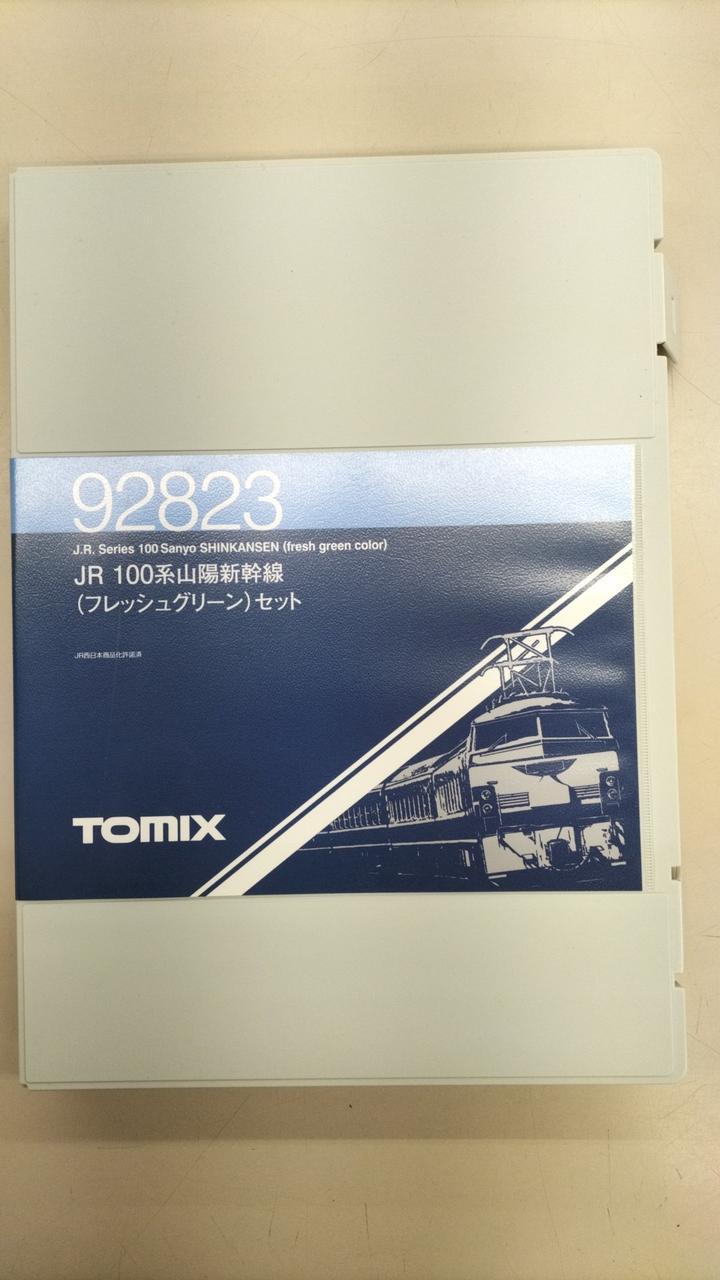 92823
J.R. Series 100 Sanyo SHINKANSEN (fresh green color)
JR 100系山陽新幹線
(フレッシュグリーン)セット
JR西日本商品化許諾済
TOMIX